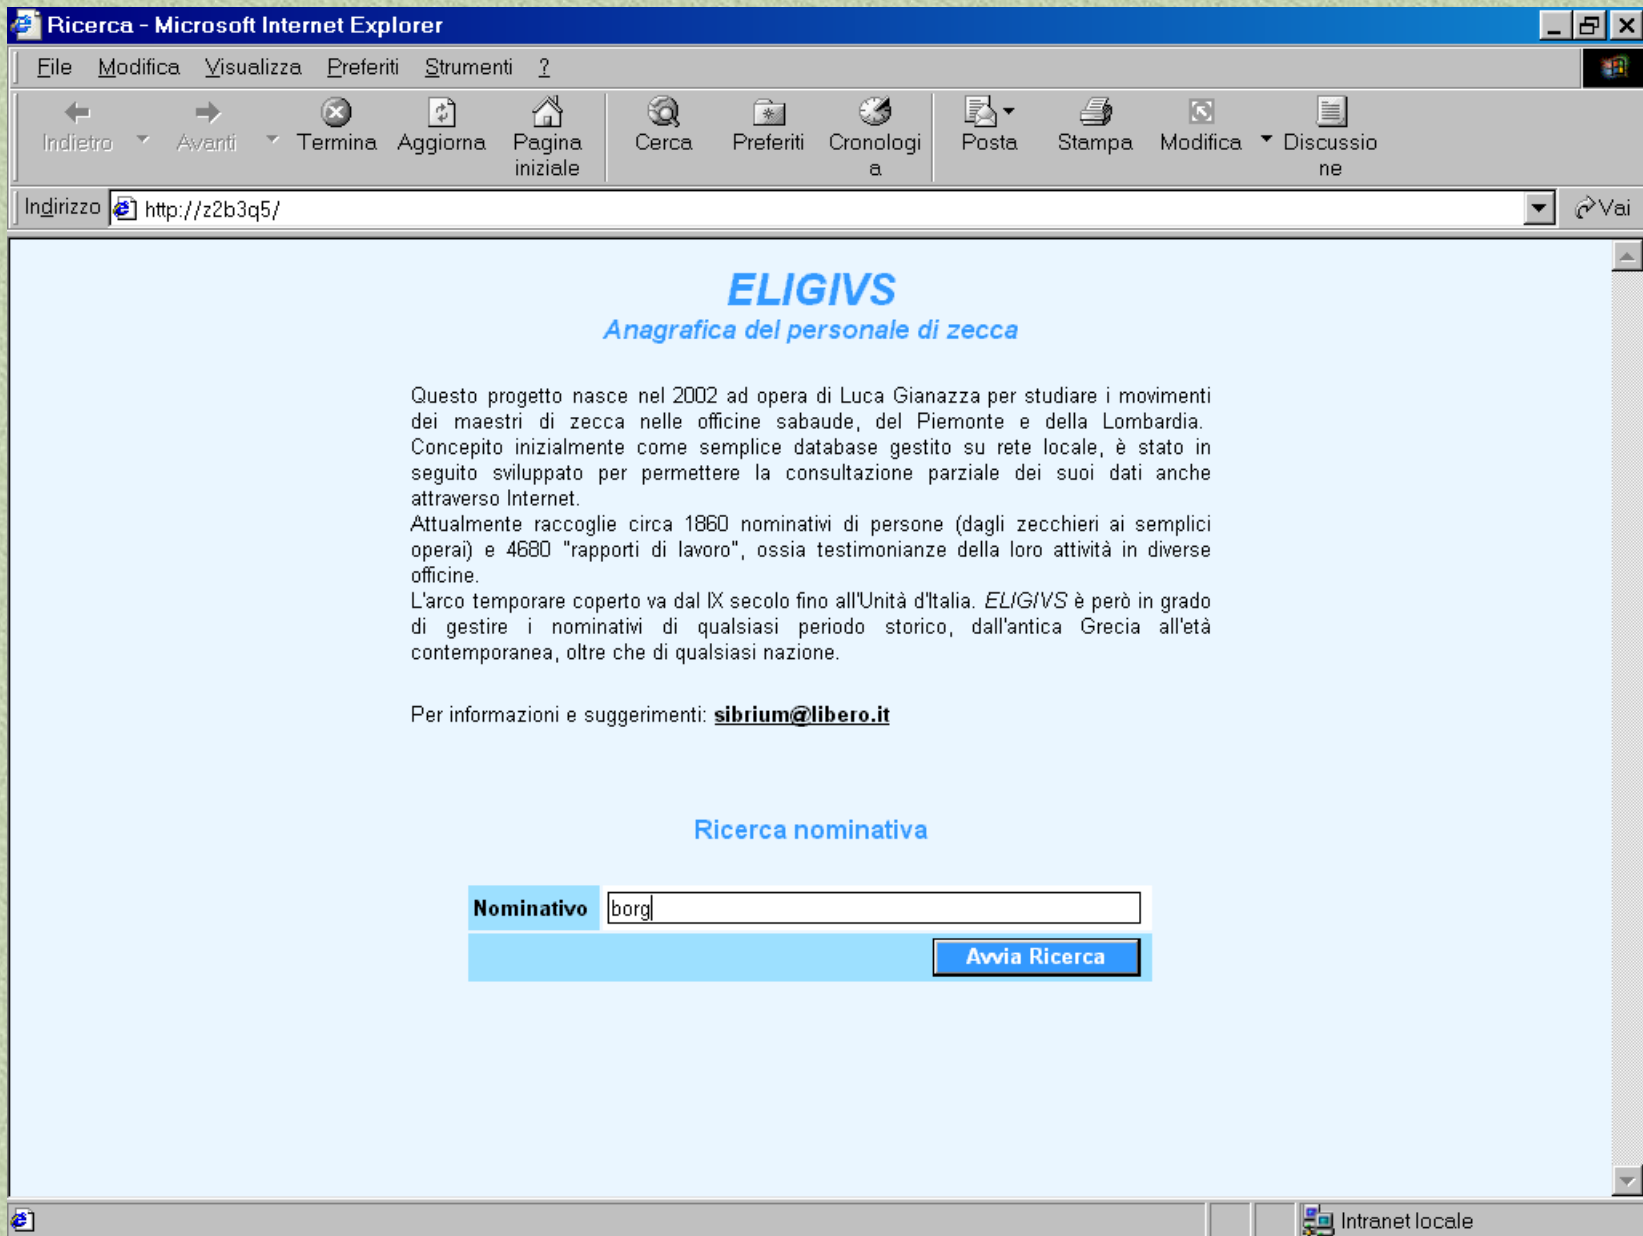 Ricerca - Microsoft Internet Explorer
File Modifica Visualizza Preferiti Strumenti ?
Indietro Avanti Termina Aggiorna Pagina iniziale Cerca Preferiti Cronologia Posta Stampa Modifica Discussione
Indirizzo http://z2b3q5/ Vai
ELIGIVS
Anagrafica del personale di zecca
Questo progetto nasce nel 2002 ad opera di Luca Gianazza per studiare i movimenti
dei maestri di zecca nelle officine sabaude, del Piemonte e della Lombardia.
Concepito inizialmente come semplice database gestito su rete locale, è stato in
seguito sviluppato per permettere la consultazione parziale dei suoi dati anche
attraverso Internet.
Attualmente raccoglie circa 1860 nominativi di persone (dagli zecchieri ai semplici
operai) e 4680 "rapporti di lavoro", ossia testimonianze della loro attività in diverse
officine.
L'arco temporare coperto va dal IX secolo fino all'Unità d'Italia. ELIGIVS è però in grado
di gestire i nominativi di qualsiasi periodo storico, dall'antica Grecia all'età
contemporanea, oltre che di qualsiasi nazione.
Per informazioni e suggerimenti: sibrium@libero.it
Ricerca nominativa
Nominativo borg
Avvia Ricerca
Intranet locale